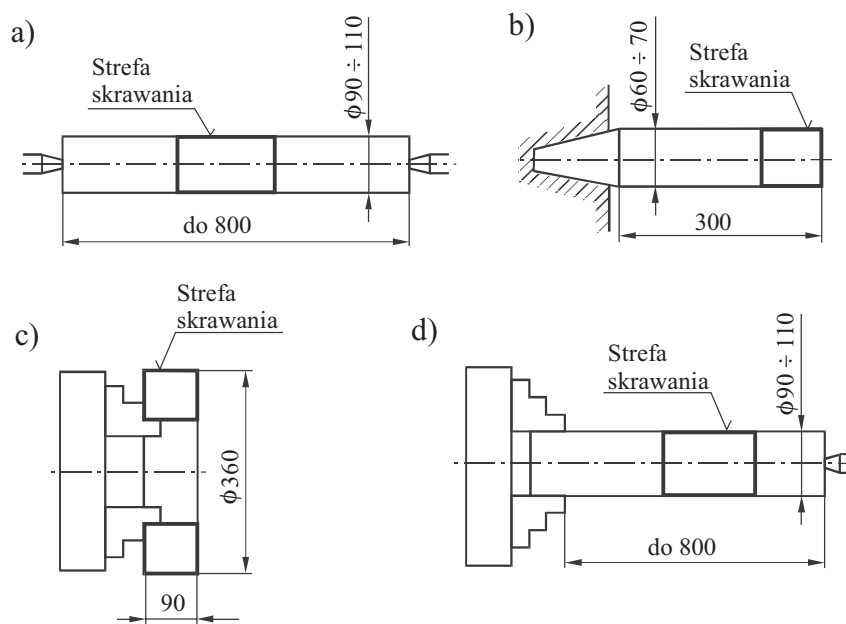 a)
Strefa
skrawania
ϕ90 ÷ 110
do 800
b)
Strefa
skrawania
ϕ60 ÷ 70
300
c)
Strefa
skrawania
ϕ360
90
d)
Strefa
skrawania
ϕ90 ÷ 110
do 800